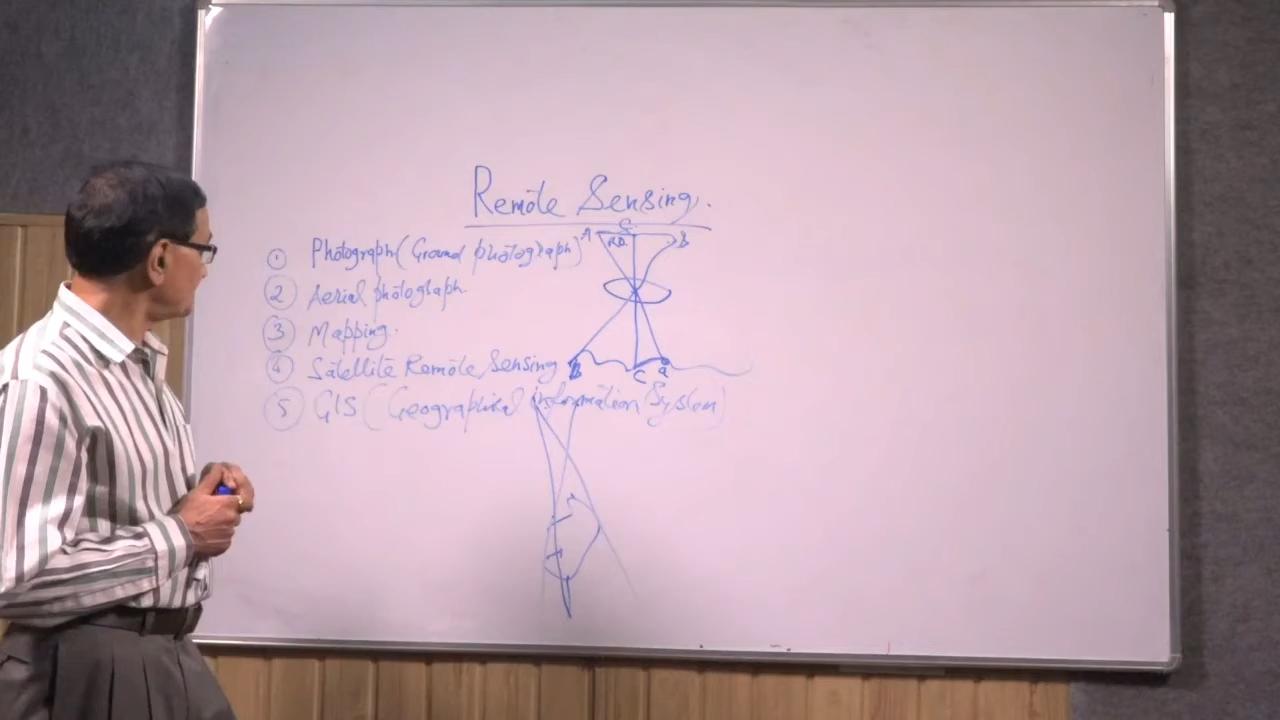 Remote Sensing.
C
A R.D. B
① Photograph (Ground photograph)
② Aerial photograph.
③ Mapping.
④ Satellite Remote Sensing
C a
⑤ GIS (Geographical Information System)